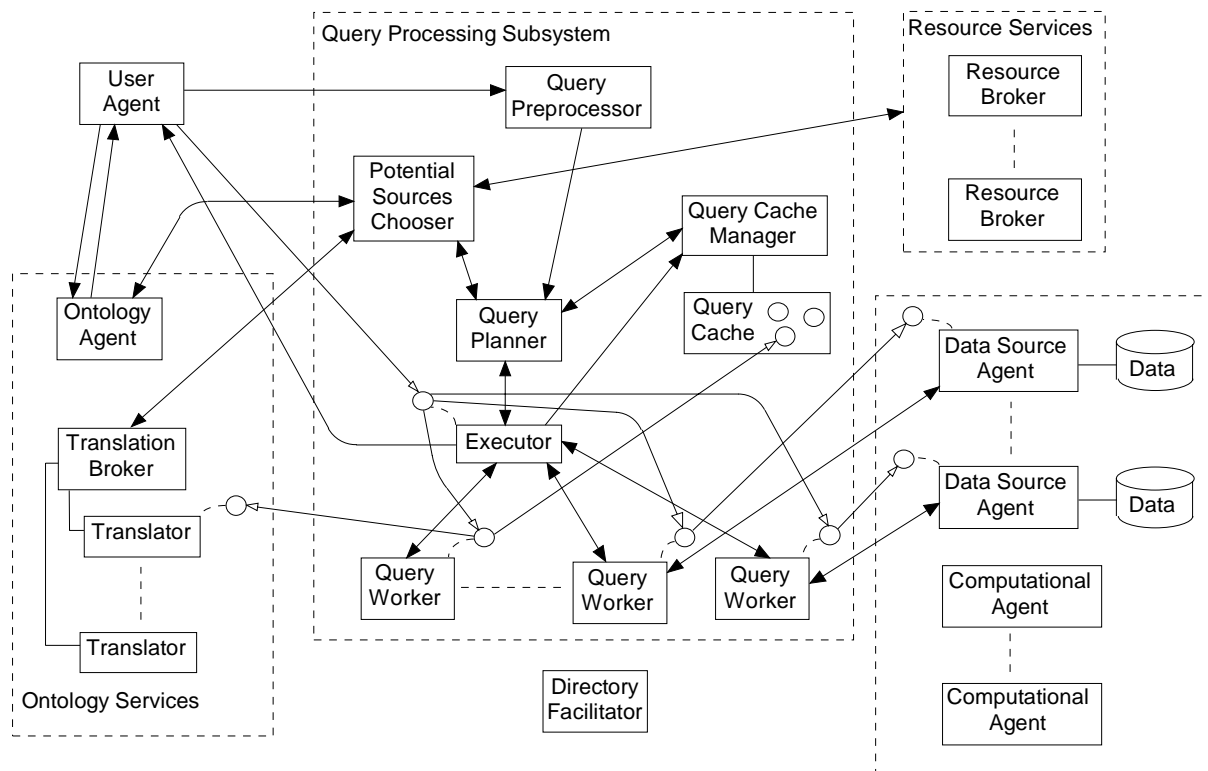 Query Processing Subsystem
Resource Services
User
Agent
Query
Preprocessor
Resource
Broker
Potential
Sources
Chooser
Resource
Broker
Query Cache
Manager
Ontology
Agent
Query
Planner
Query
Cache
Data Source
Agent
Data
Translation
Broker
Executor
Data Source
Agent
Data
Translator
Query
Worker
Query
Worker
Query
Worker
Computational
Agent
Translator
Ontology Services
Directory
Facilitator
Computational
Agent